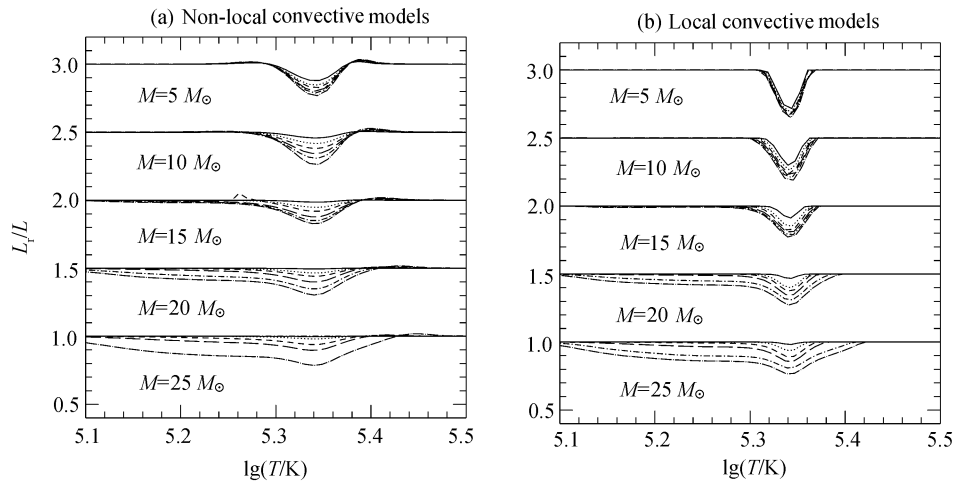 (a) Non-local convective models
3.0
M=5 M☉
2.5
M=10 M☉
2.0
M=15 M☉
1.5
M=20 M☉
1.0
M=25 M☉
0.5
Lr/L
5.1 5.2 5.3 5.4 5.5
lg(T/K)
(b) Local convective models
3.0
M=5 M☉
2.5
M=10 M☉
2.0
M=15 M☉
1.5
M=20 M☉
1.0
M=25 M☉
0.5
5.1 5.2 5.3 5.4 5.5
lg(T/K)